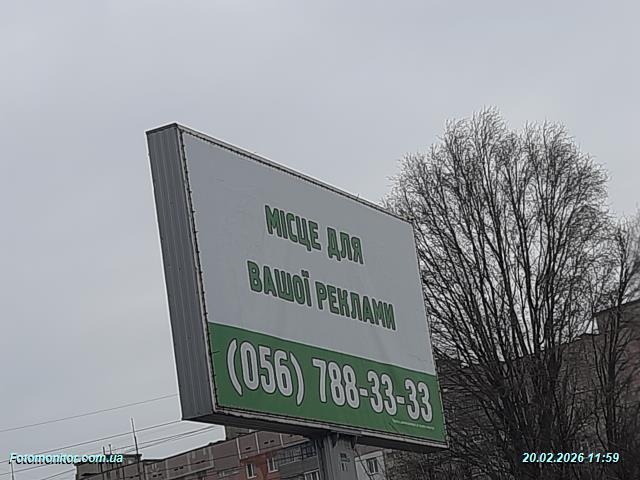 МІСЦЕ ДЛЯ
ВАШОЇ РЕКЛАМИ
(056) 788-33-33
Fotomonitor.com.ua
20.02.2026 11:59